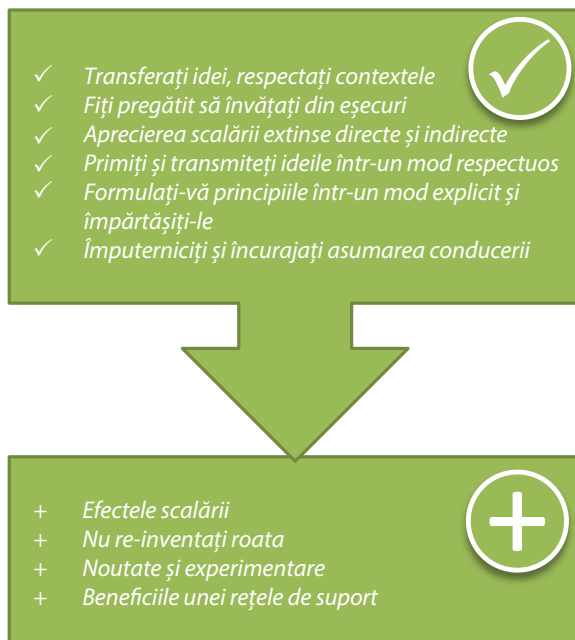 ✓ Transferați idei, respectați contextele
✓ Fiți pregătit să învățați din eșecuri
✓ Aprecierea scalării extinse directe și indirecte
✓ Primiți și transmiteți ideile într-un mod respectuos
✓ Formulați-vă principiile într-un mod explicit și
împărtășiți-le
✓ Împuterniciți și încurajați asumarea conducerii
+ Efectele scalării
+ Nu re-inventați roata
+ Noutate și experimentare
+ Beneficiile unei rețele de suport